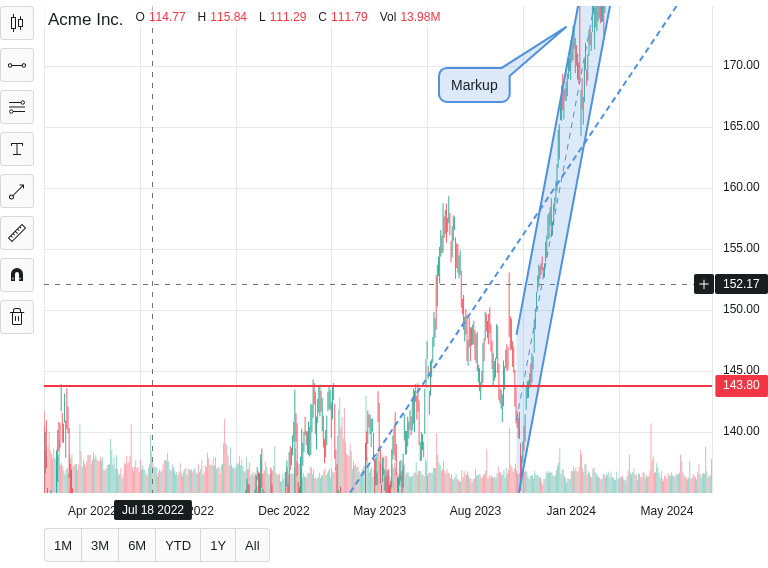 Acme Inc. O 114.77 H 115.84 L 111.29 C 111.79 Vol 13.98M
Markup
170.00
165.00
160.00
155.00
152.17
150.00
145.00
143.80
140.00
Apr 2022 Jul 18 2022 2022 Dec 2022 May 2023 Aug 2023 Jan 2024 May 2024
1M 3M 6M YTD 1Y All